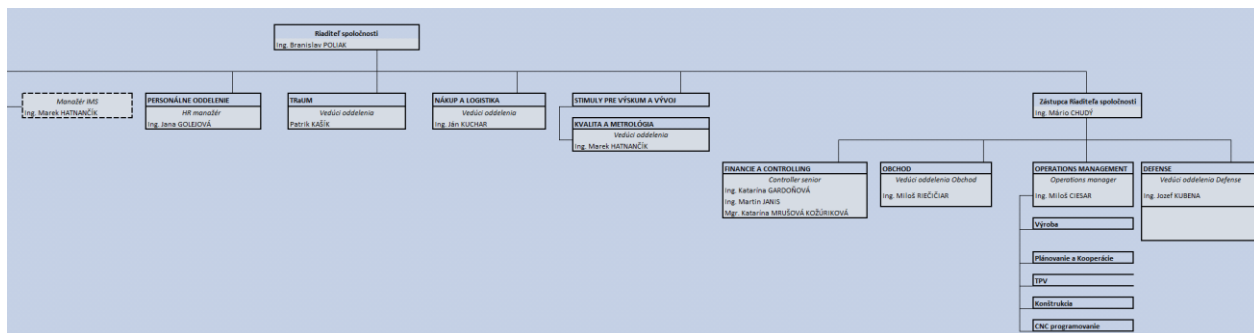 Riaditeľ spoločnosti
Ing. Branislav POLIAK
Manažér IMS
Ing. Marek HATNANČÍK
PERSONÁLNE ODDELENIE
HR manažér
Ing. Jana GOLEJOVÁ
TRaUM
Vedúci oddelenia
Patrik KAŠÍK
NÁKUP A LOGISTIKA
Vedúci oddelenia
Ing. Ján KUCHAR
STIMULY PRE VÝSKUM A VÝVOJ
KVALITA A METROLÓGIA
Vedúci oddelenia
Ing. Marek HATNANČÍK
Zástupca Riaditeľa spoločnosti
Ing. Mário CHUDÝ
FINANCIE A CONTROLLING
Controller senior
Ing. Katarína GARDOŇOVÁ
Ing. Martin JANIS
Mgr. Katarína MRUŠOVÁ KOŽÚRIKOVÁ
OBCHOD
Vedúci oddelenia Obchod
Ing. Miloš RIEČIČIAR
OPERATIONS MANAGEMENT
Operations manager
Ing. Miloš CIESAR
DEFENSE
Vedúci oddelenia Defense
Ing. Jozef KUBENA
Výroba
Plánovanie a Kooperácie
TPV
Konštrukcia
CNC programovanie